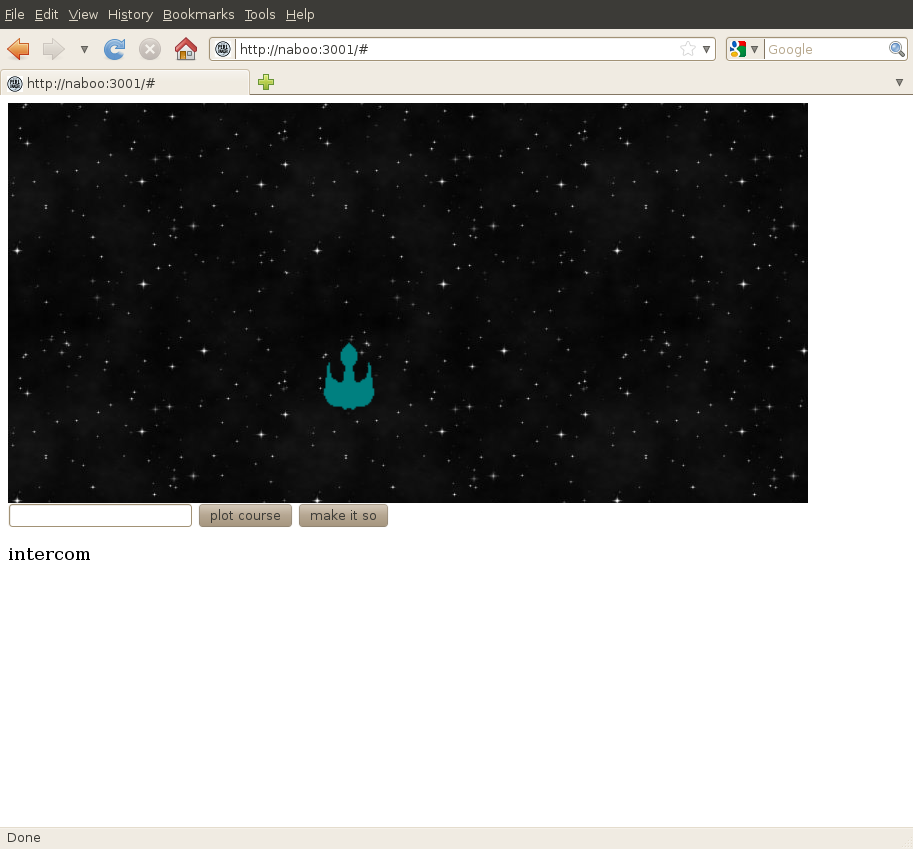 File Edit View History Bookmarks Tools Help
http://naboo:3001/#
Google
http://naboo:3001/#
plot course
make it so
intercom
Done